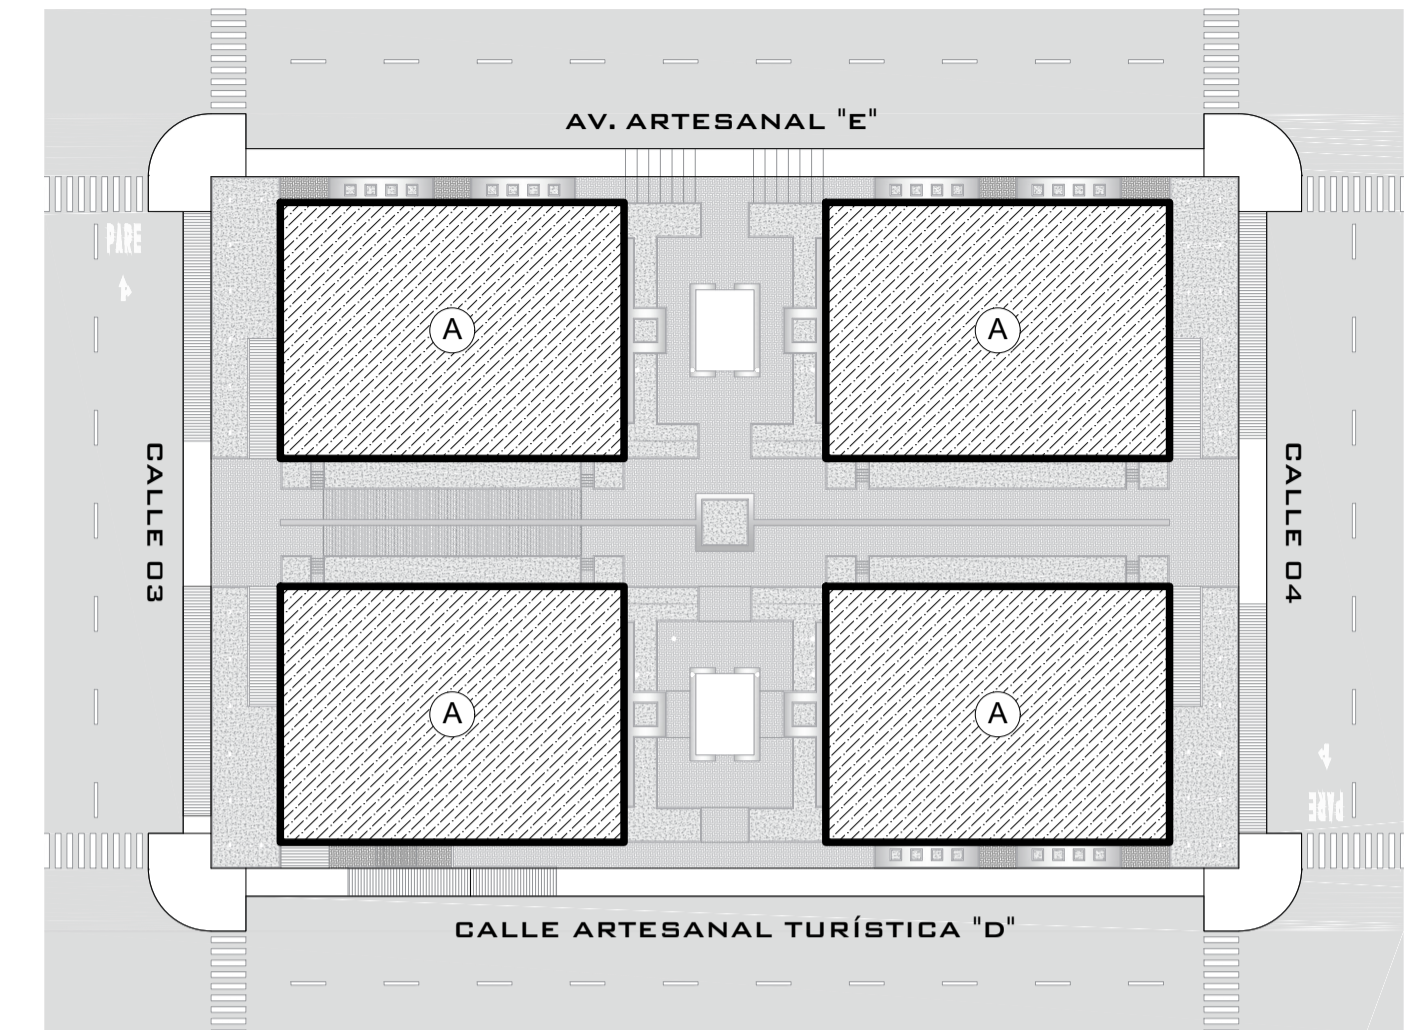 AV. ARTESANAL "E"
PARE
A
A
CALLE 03
CALLE 04
A
A
PARE
CALLE ARTESANAL TURÍSTICA "D"